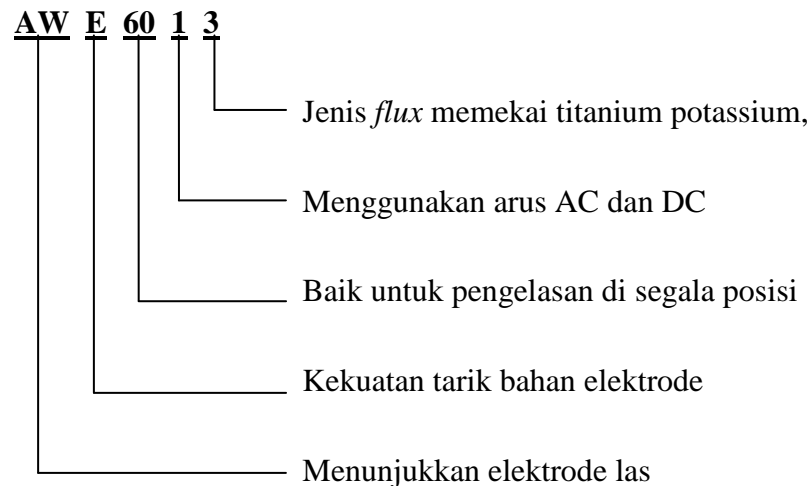 AW E 60 1 3
Jenis flux memekai titanium potassium,
Menggunakan arus AC dan DC
Baik untuk pengelasan di segala posisi
Kekuatan tarik bahan elektrode
Menunjukkan elektrode las